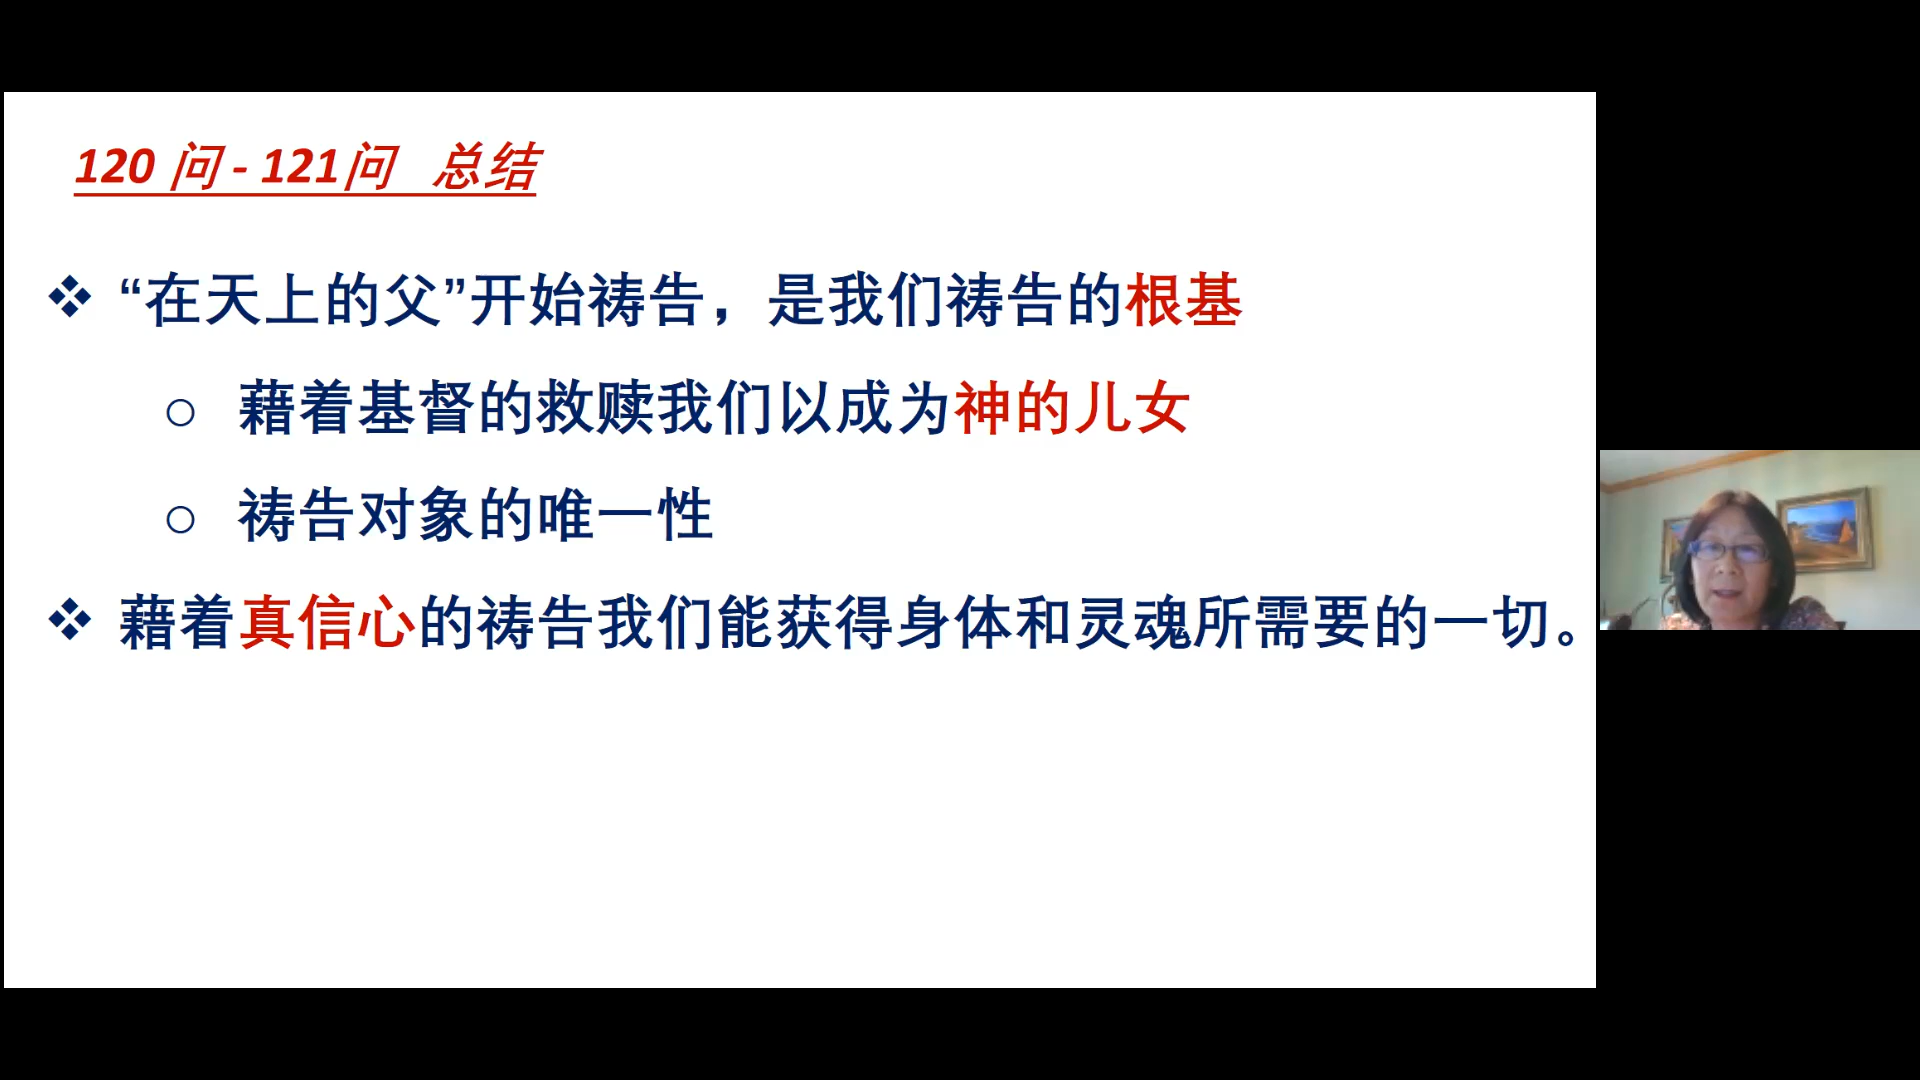 120 问 - 121问 总结
❖ “在天上的父”开始祷告，是我们祷告的根基
○ 藉着基督的救赎我们以成为神的儿女
○ 祷告对象的唯一性
❖ 藉着真信心的祷告我们能获得身体和灵魂所需要的一切。